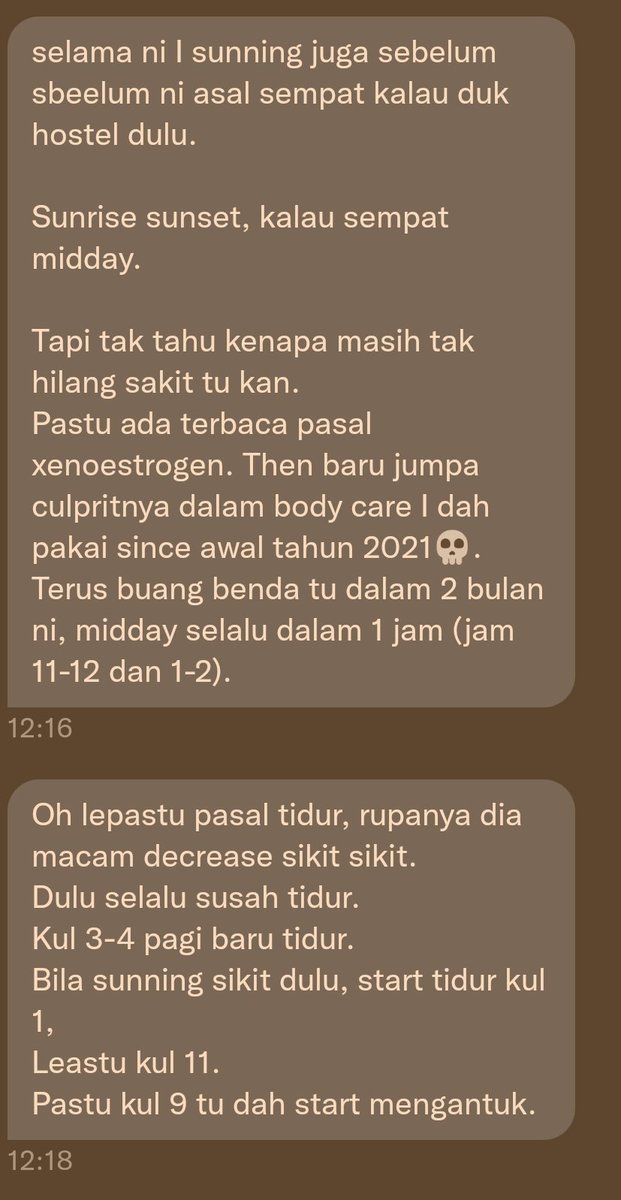 selama ni I sunning juga sebelum
sbeelum ni asal sempat kalau duk
hostel dulu.
Sunrise sunset, kalau sempat
midday.
Tapi tak tahu kenapa masih tak
hilang sakit tu kan.
Pastu ada terbaca pasal
xenoestrogen. Then baru jumpa
culpritnya dalam body care I dah
pakai since awal tahun 2021💀.
Terus buang benda tu dalam 2 bulan
ni, midday selalu dalam 1 jam (jam
11-12 dan 1-2).
12:16
Oh lepastu pasal tidur, rupanya dia
macam decrease sikit sikit.
Dulu selalu susah tidur.
Kul 3-4 pagi baru tidur.
Bila sunning sikit dulu, start tidur kul
1,
Leastu kul 11.
Pastu kul 9 tu dah start mengantuk.
12:18